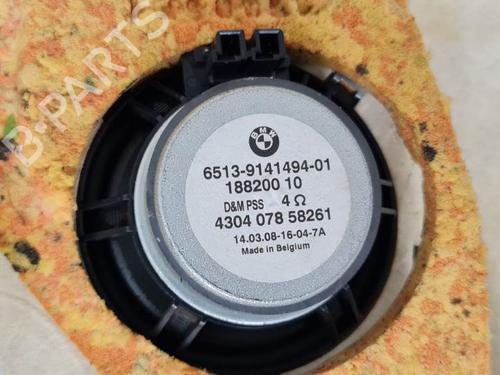 BMW
6513-9141494-01
188200 10
D&M PSS 4 Ω
4304 078 58261
14.03.08-16-04-7A
Made in Belgium
B-PARTS